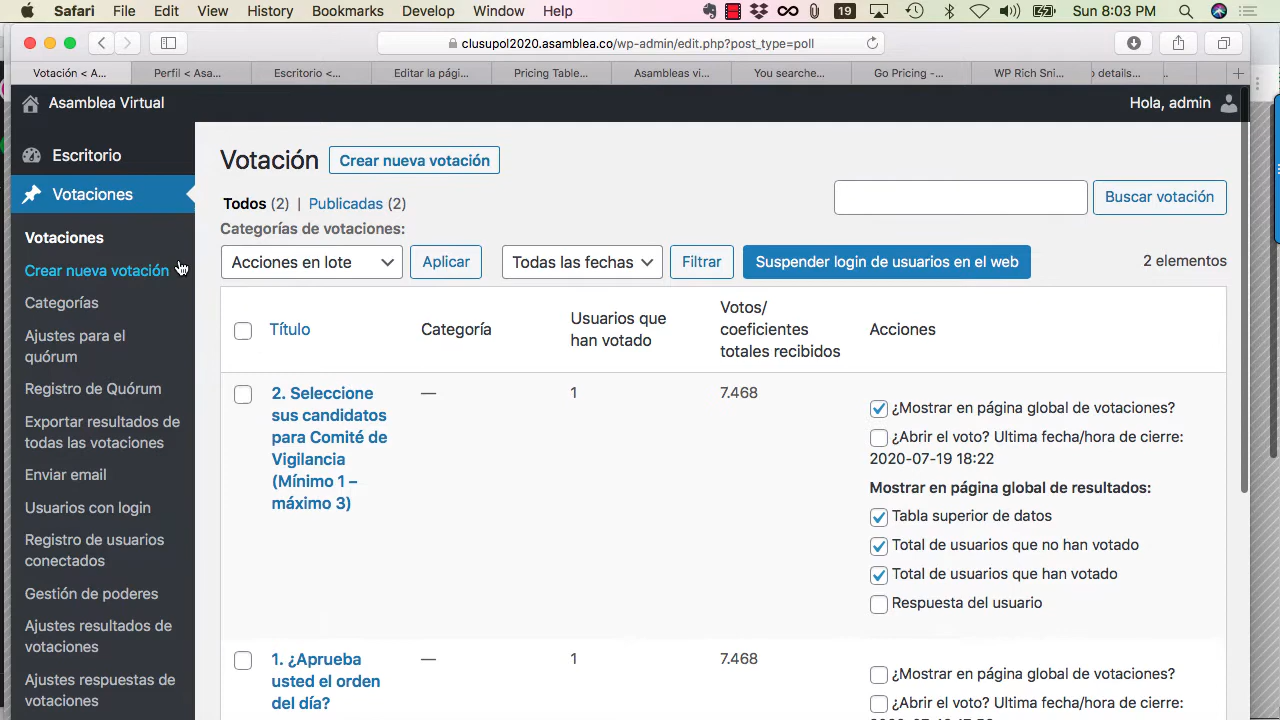 Safari File Edit View History Bookmarks Develop Window Help 19 Sun 8:03 PM
clusupol2020.asamblea.co/wp-admin/edit.php?post_type=poll
Votación < A... Perfil < Asa... Escritorio <... Editar la pági... Pricing Table... Asambleas vi... You searche... Go Pricing -... WP Rich Sni... o details...
Asamblea Virtual
Hola, admin
Escritorio
Votaciones
Votaciones
Crear nueva votación
Categorías
Ajustes para el
quórum
Registro de Quórum
Exportar resultados de
todas las votaciones
Enviar email
Usuarios con login
Registro de usuarios
conectados
Gestión de poderes
Ajustes resultados de
votaciones
Ajustes respuestas de
votaciones
Votación Crear nueva votación
Todos (2) | Publicadas (2)
Buscar votación
Categorías de votaciones:
Acciones en lote Aplicar Todas las fechas Filtrar Suspender login de usuarios en el web 2 elementos
Título
Categoría
Usuarios que
han votado
Votos/
coeficientes
totales recibidos
Acciones
2. Seleccione
sus candidatos
para Comité de
Vigilancia
(Mínimo 1 –
máximo 3)
—
1
7.468
¿Mostrar en página global de votaciones?
¿Abrir el voto? Ultima fecha/hora de cierre:
2020-07-19 18:22
Mostrar en página global de resultados:
Tabla superior de datos
Total de usuarios que no han votado
Total de usuarios que han votado
Respuesta del usuario
1. ¿Aprueba
usted el orden
del día?
—
1
7.468
¿Mostrar en página global de votaciones?
¿Abrir el voto? Ultima fecha/hora de cierre: